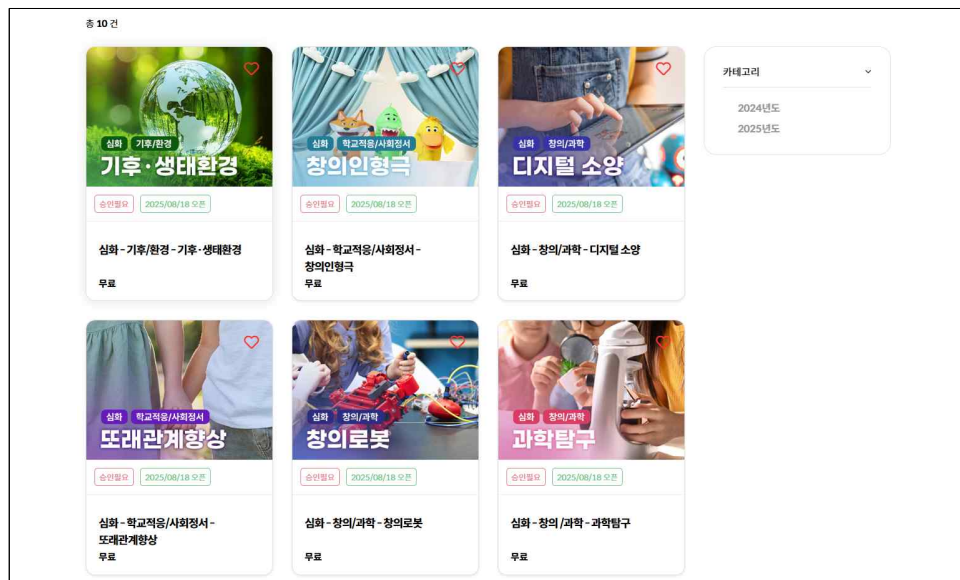 총 10 건
심화 기후/환경
기후·생태환경
승인필요 2025/08/18 오픈
심화 - 기후/환경 - 기후·생태환경
무료
심화 학교적응/사회정서
창의인형극
승인필요 2025/08/18 오픈
심화 - 학교적응/사회정서 -
창의인형극
무료
심화 창의/과학
디지털 소양
승인필요 2025/08/18 오픈
심화 - 창의/과학 - 디지털 소양
무료
카테고리
2024년도
2025년도
심화 학교적응/사회정서
또래관계향상
승인필요 2025/08/18 오픈
심화 - 학교적응/사회정서 -
또래관계향상
무료
심화 창의/과학
창의로봇
승인필요 2025/08/18 오픈
심화 - 창의/과학 - 창의로봇
무료
심화 창의/과학
과학탐구
승인필요 2025/08/18 오픈
심화 - 창의 /과학 - 과학탐구
무료